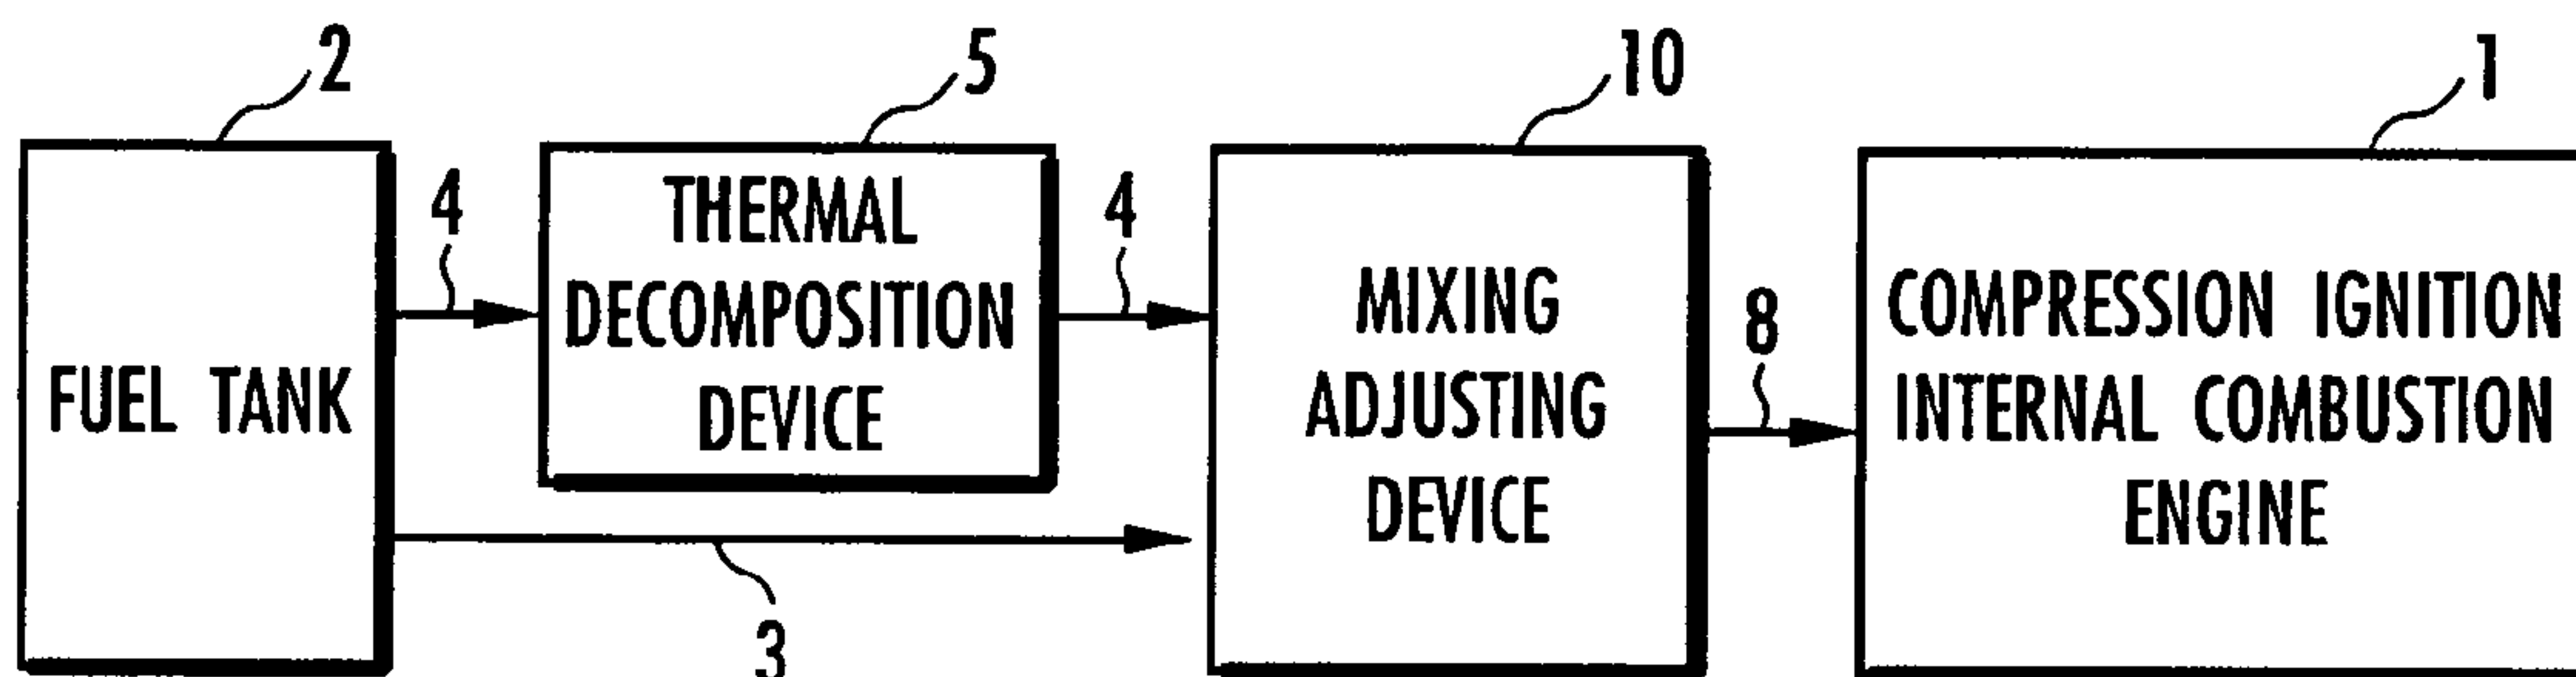 2
5
10
1
4
4
8
3
FUEL TANK
THERMAL
DECOMPOSITION
DEVICE
MIXING
ADJUSTING
DEVICE
COMPRESSION IGNITION
INTERNAL COMBUSTION
ENGINE